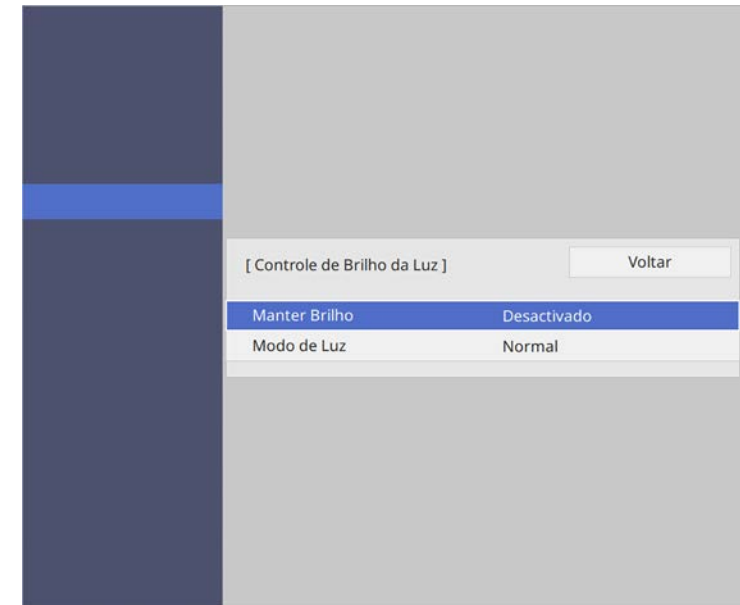 [ Controle de Brilho da Luz ] Voltar
Manter Brilho Desactivado
Modo de Luz Normal